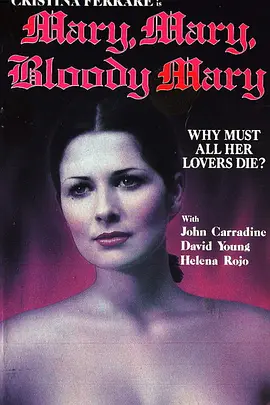 CRISTINA FERRARE is
Mary, Mary,
Bloody Mary
WHY MUST
ALL HER
LOVERS DIE?
With
John Carradine
David Young
Helena Rojo